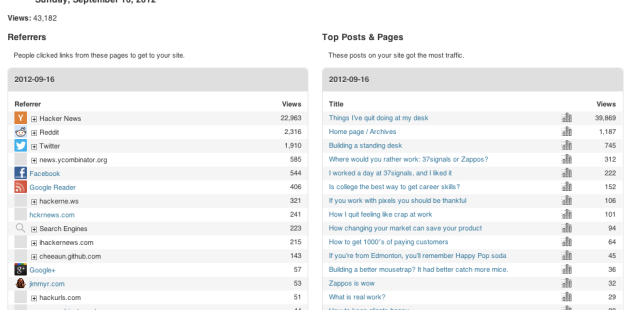 Sunday, September 16, 2012
Views: 43,182
Referrers
People clicked links from these pages to get to your site.
2012-09-16
Referrer Views
Hacker News 22,963
Reddit 2,316
Twitter 1,910
news.ycombinator.org 585
Facebook 544
Google Reader 406
hackerne.ws 321
hckrnews.com 241
Search Engines 223
ihackernews.com 215
cheeaun.github.com 143
Google+ 57
jimmyr.com 53
hackurls.com 51
44
Top Posts & Pages
These posts on your site got the most traffic.
2012-09-16
Title Views
Things I've quit doing at my desk 39,869
Home page / Archives 1,187
Building a standing desk 745
Where would you rather work: 37signals or Zappos? 312
I worked a day at 37signals, and I liked it 222
Is college the best way to get career skills? 152
If you work with pixels you should be thankful 106
How I quit feeling like crap at work 101
How changing your market can save your product 94
How to get 1000's of paying customers 64
If you're from Edmonton, you'll remember Happy Pop soda 45
Building a better mousetrap? It had better catch more mice. 36
Zappos is wow 32
What is real work? 29
How to keep clients happy